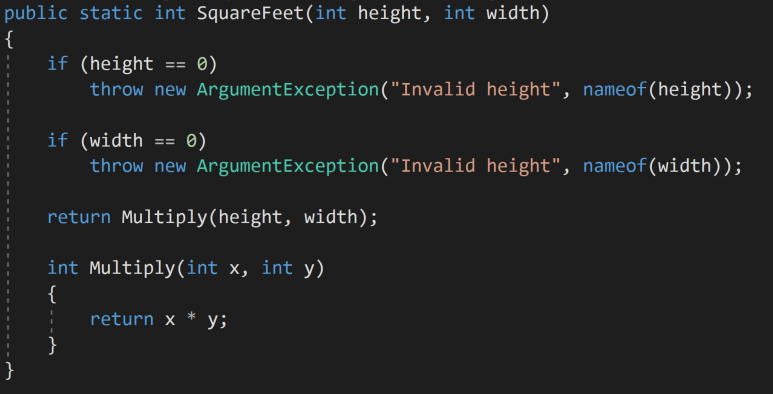 public static int SquareFeet(int height, int width)
{
    if (height == 0)
        throw new ArgumentException("Invalid height", nameof(height));

    if (width == 0)
        throw new ArgumentException("Invalid height", nameof(width));

    return Multiply(height, width);

    int Multiply(int x, int y)
    {
        return x * y;
    }
}